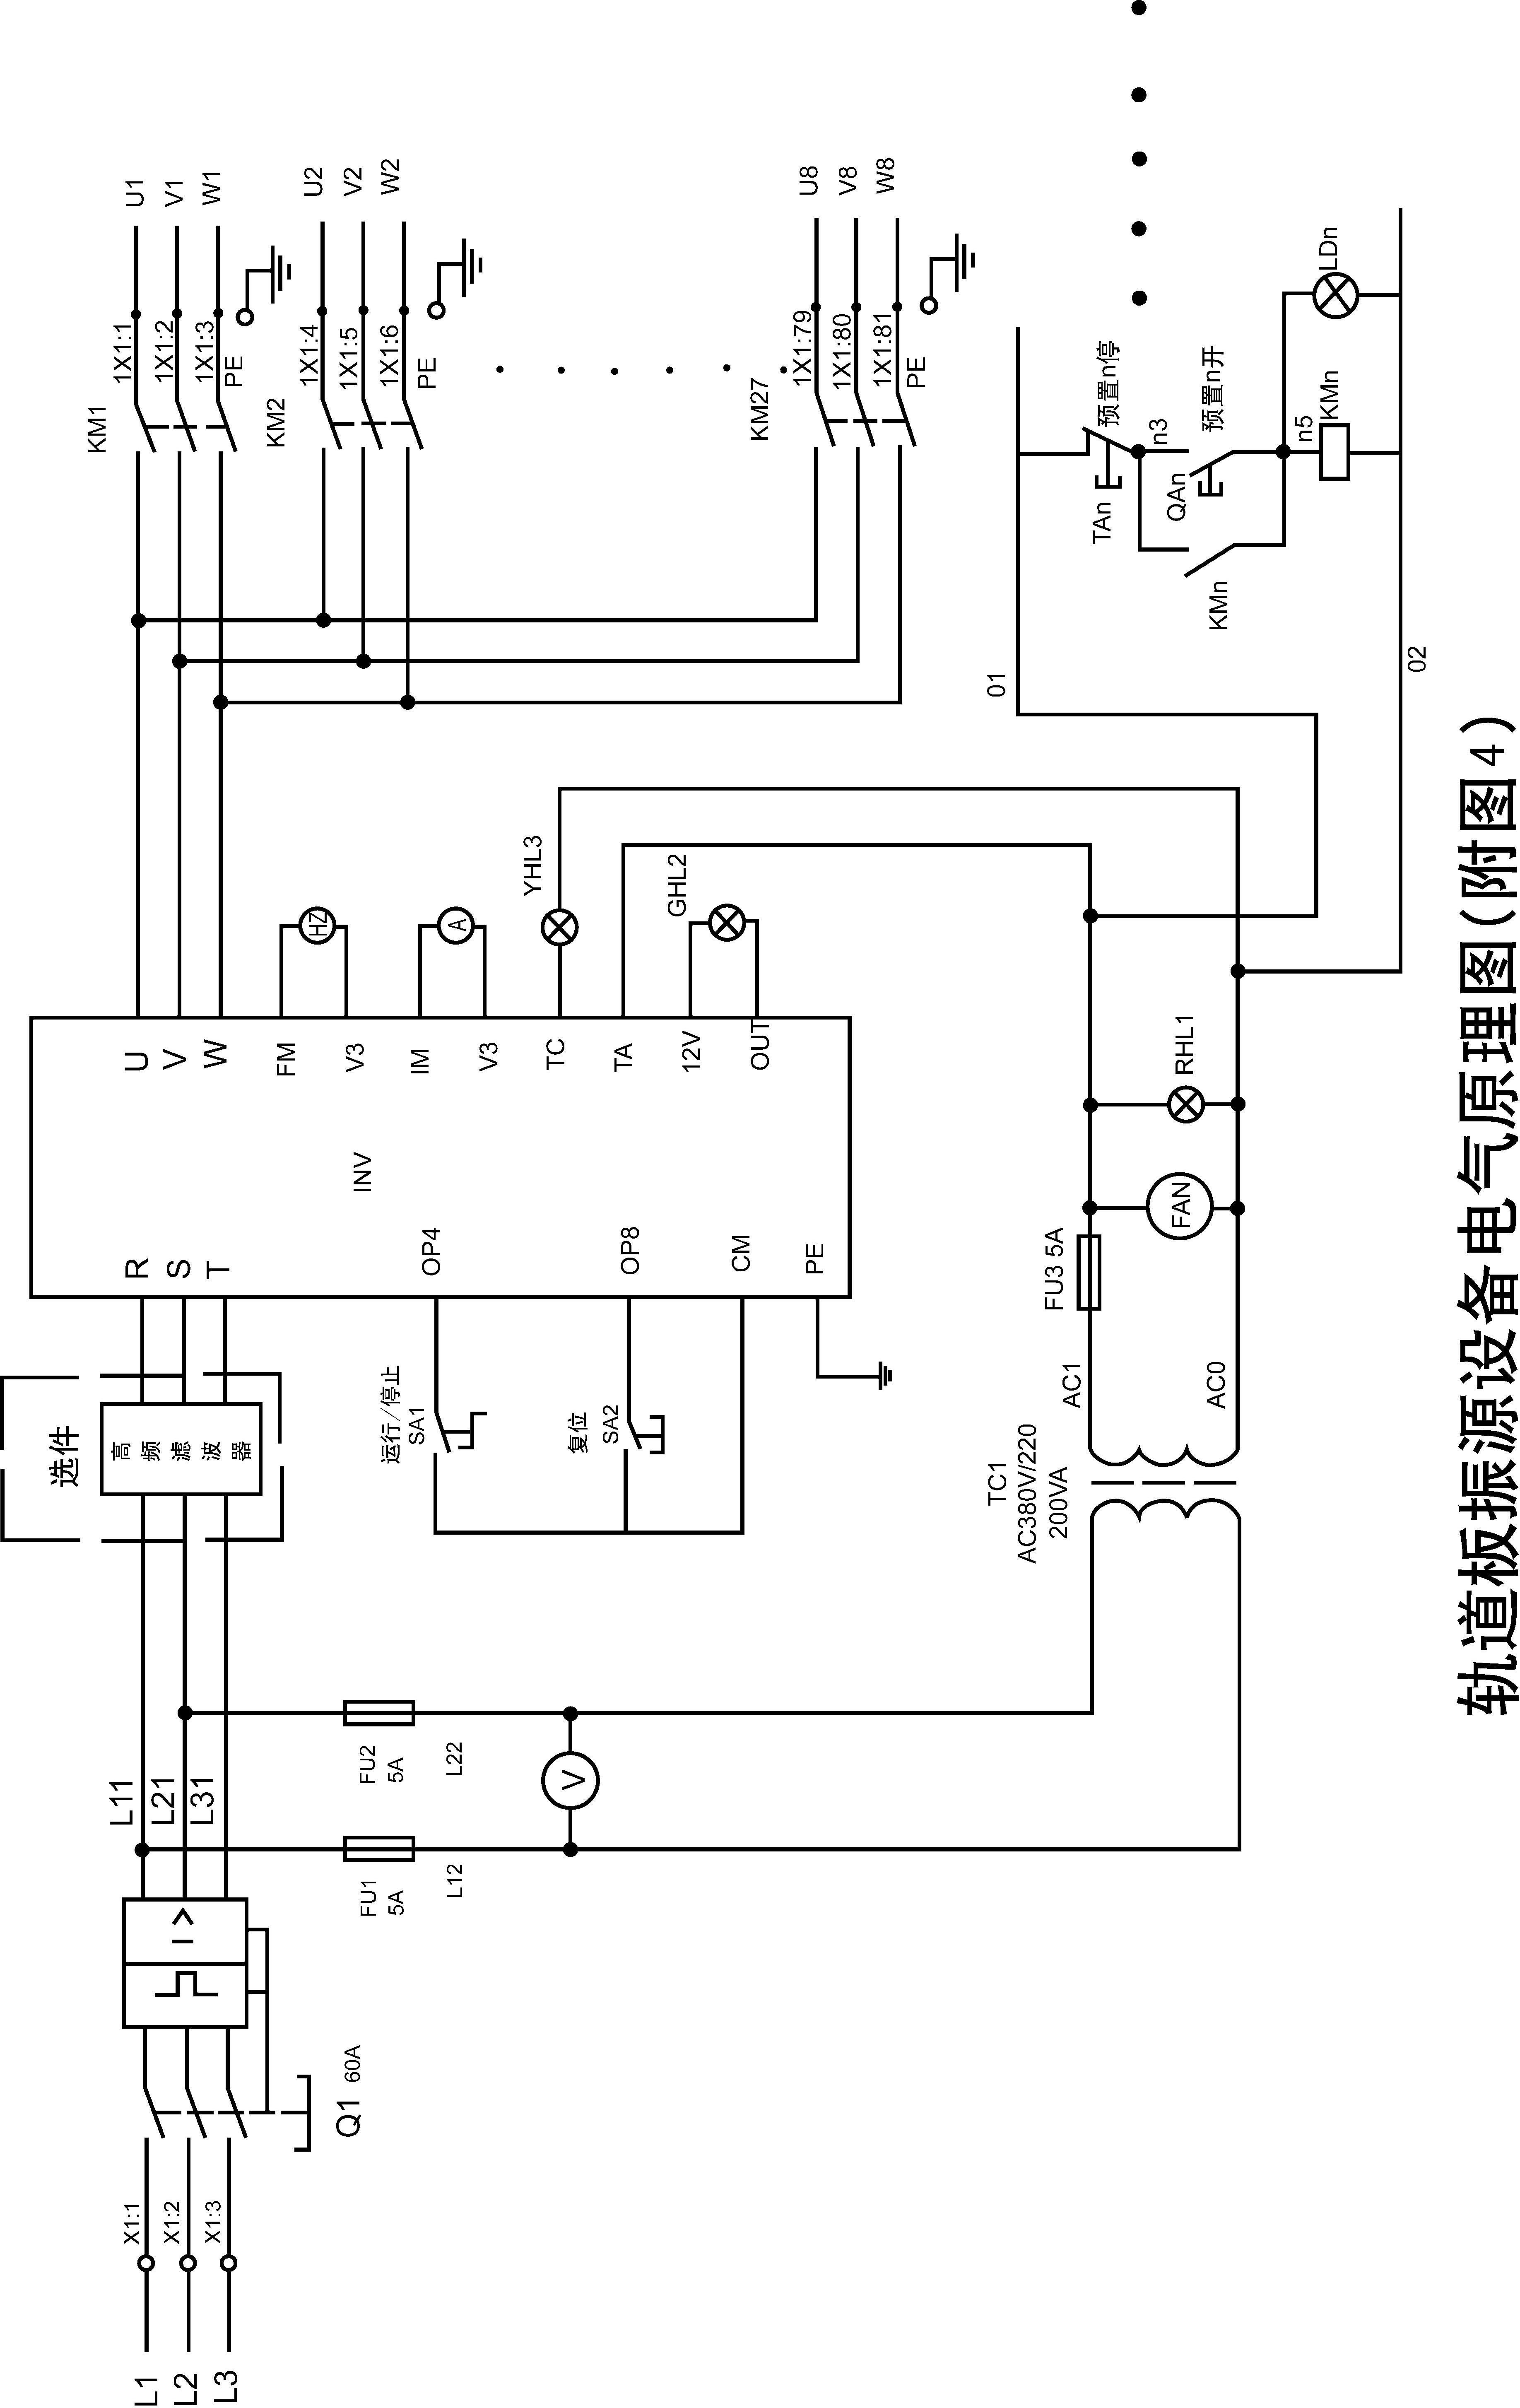 L1
L2
L3
X1:1
X1:2
X1:3
Q1 60A
I >
L11
L21
L31
FU1
5A
L12
FU2
5A
L22
V
选件
高频滤波器
R
S
T
INV
OP4
OP8
CM
PE
运行/停止
SA1
复位
SA2
U
V
W
FM
V3
IM
V3
TC
TA
12V
OUT
HZ
A
YHL3
GHL2
KM1
1X1:1
1X1:2
1X1:3
PE
U1
V1
W1
KM2
1X1:4
1X1:5
1X1:6
PE
U2
V2
W2
KM27
1X1:79
1X1:80
1X1:81
PE
U8
V8
W8
TC1
AC380V/220
200VA
AC1
AC0
FU3 5A
FAN
RHL1
01
02
TAn
预置n停
n3
QAn
预置n开
KMn
n5
KMn
LDn
轨道板振源设备电气原理图(附图4)